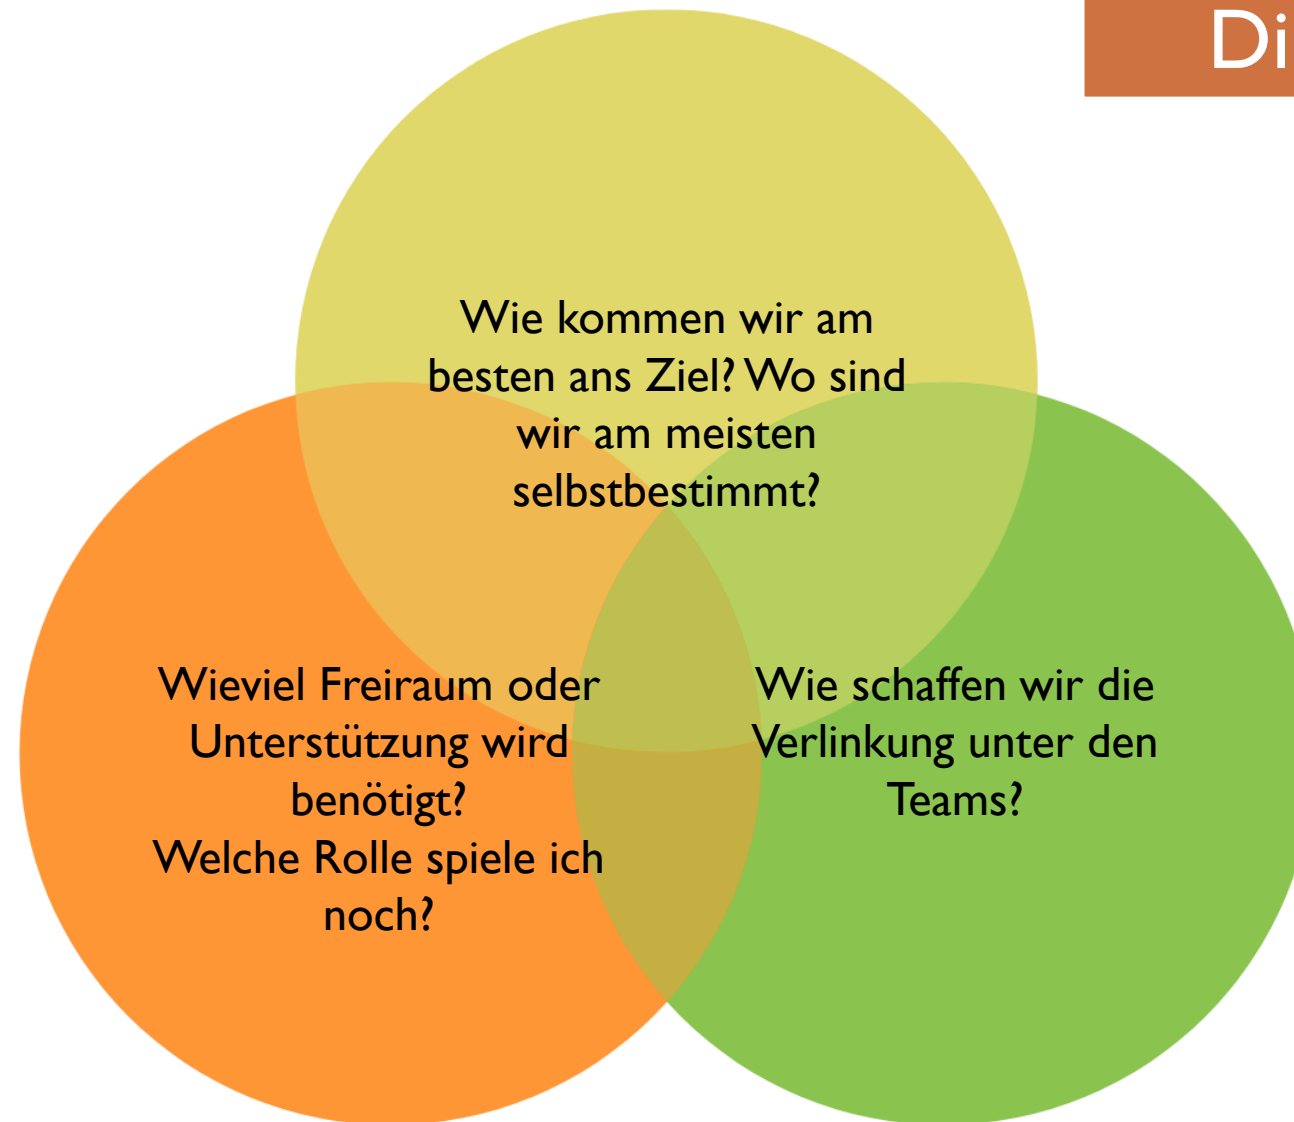 Di
Wie kommen wir am
besten ans Ziel? Wo sind
wir am meisten
selbstbestimmt?
Wieviel Freiraum oder
Unterstützung wird
benötigt?
Welche Rolle spiele ich
noch?
Wie schaffen wir die
Verlinkung unter den
Teams?